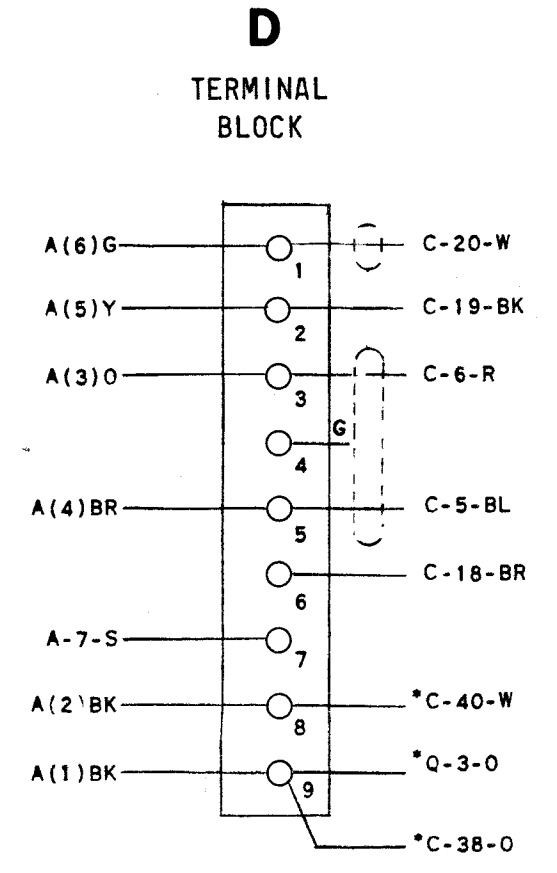 D
TERMINAL
BLOCK
A(6)G 1 C-20-W
A(5)Y 2 C-19-BK
A(3)O 3 C-6-R
4 G
A(4)BR 5 C-5-BL
6 C-18-BR
A-7-S 7
A(2)BK 8 *C-40-W
A(1)BK 9 *Q-3-O
*C-38-O